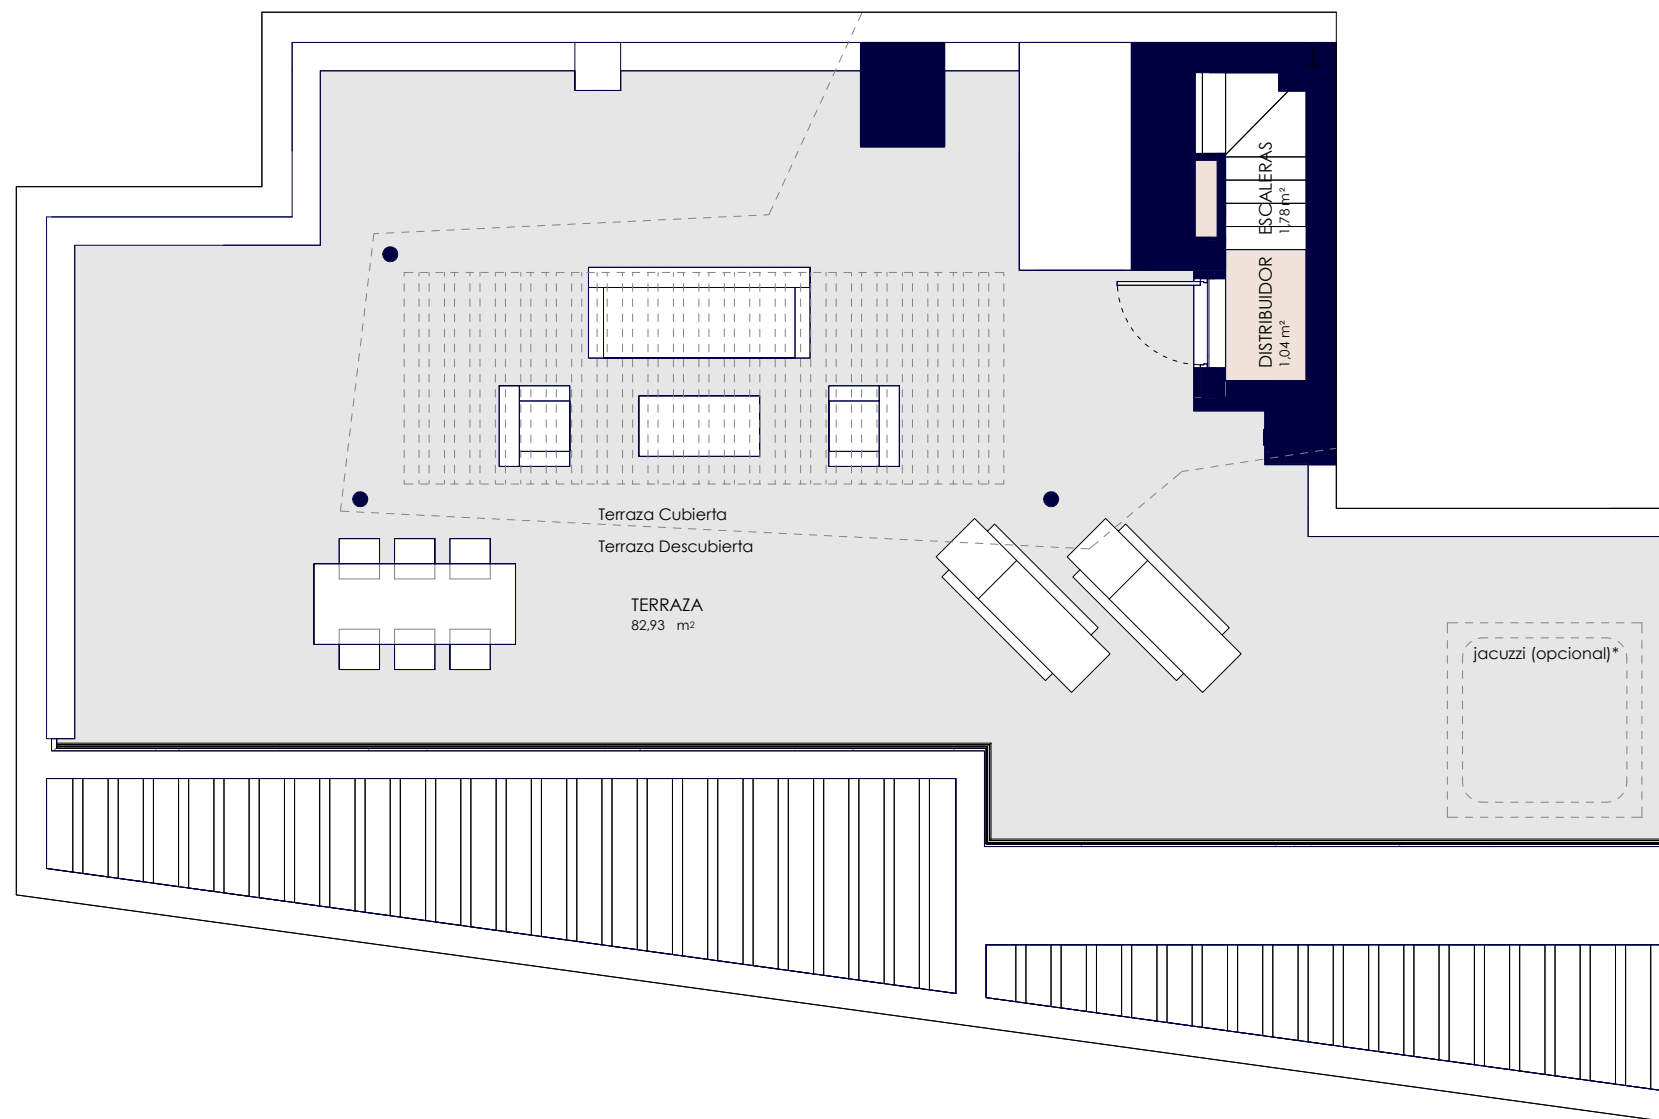 ESCALERAS
1,78 m²
DISTRIBUIDOR
1,04 m²
Terraza Cubierta
Terraza Descubierta
TERRAZA
82,93 m²
jacuzzi (opcional)*